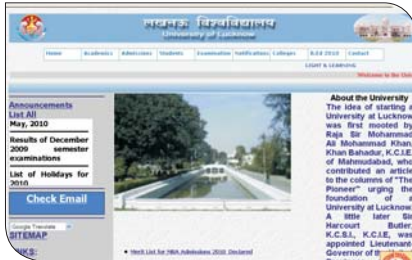 लखनऊ विश्वविद्यालय
University of Lucknow
Home Academics Admissions Students Examination Notifications Colleges B.Ed 2010 Contact
LIGHT & LEARNING
Welcome to the Uni
Announcements
List All
May, 2010
Results of December
2009 semester
examinations
List of Holidays for
2010
Check Email
Google Translate
SITEMAP
LINKS:
Merit List for MBA Admissions 2010 Declared
About the University
The idea of starting a
University at Lucknow
was first mooted by
Raja Sir Mohammad
Ali Mohammad Khan,
Khan Bahadur, K.C.I.E.
of Mahmudabad, who
contributed an article
to the columns of "The
Pioneer" urging the
foundation of a
University at Lucknow.
A little later Sir
Harcourt Butler,
K.C.S.I., K.C.I.E, was
appointed Lieutenant-
Governor of